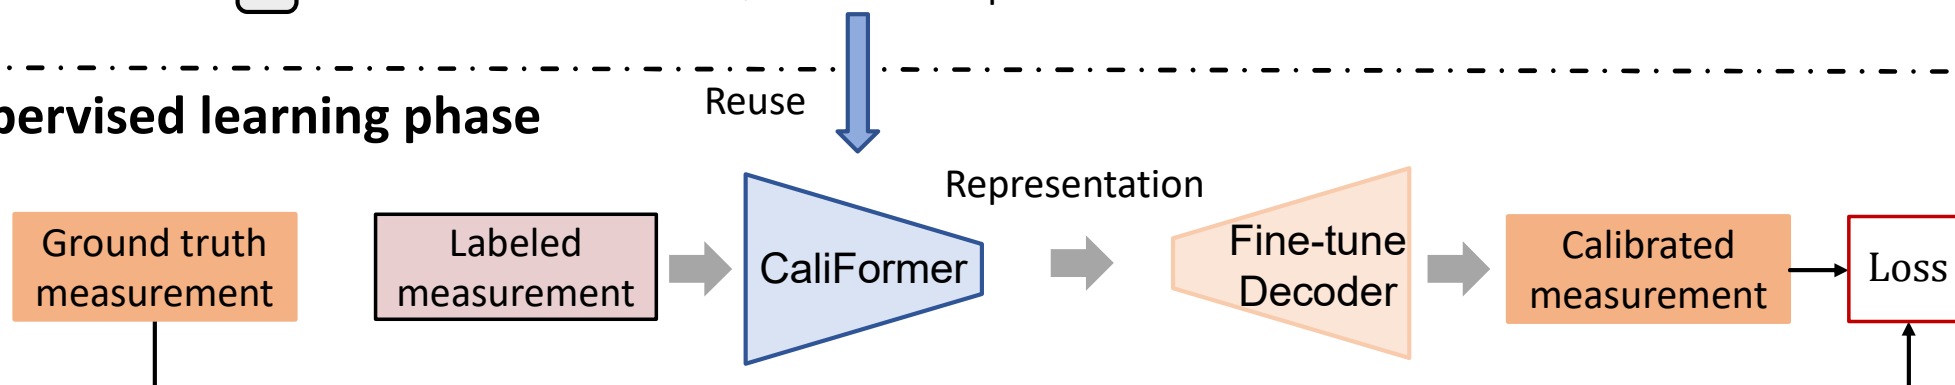 Reuse
pervised learning phase
Representation
Ground truth
measurement
Labeled
measurement
CaliFormer
Fine-tune
Decoder
Calibrated
measurement
Loss